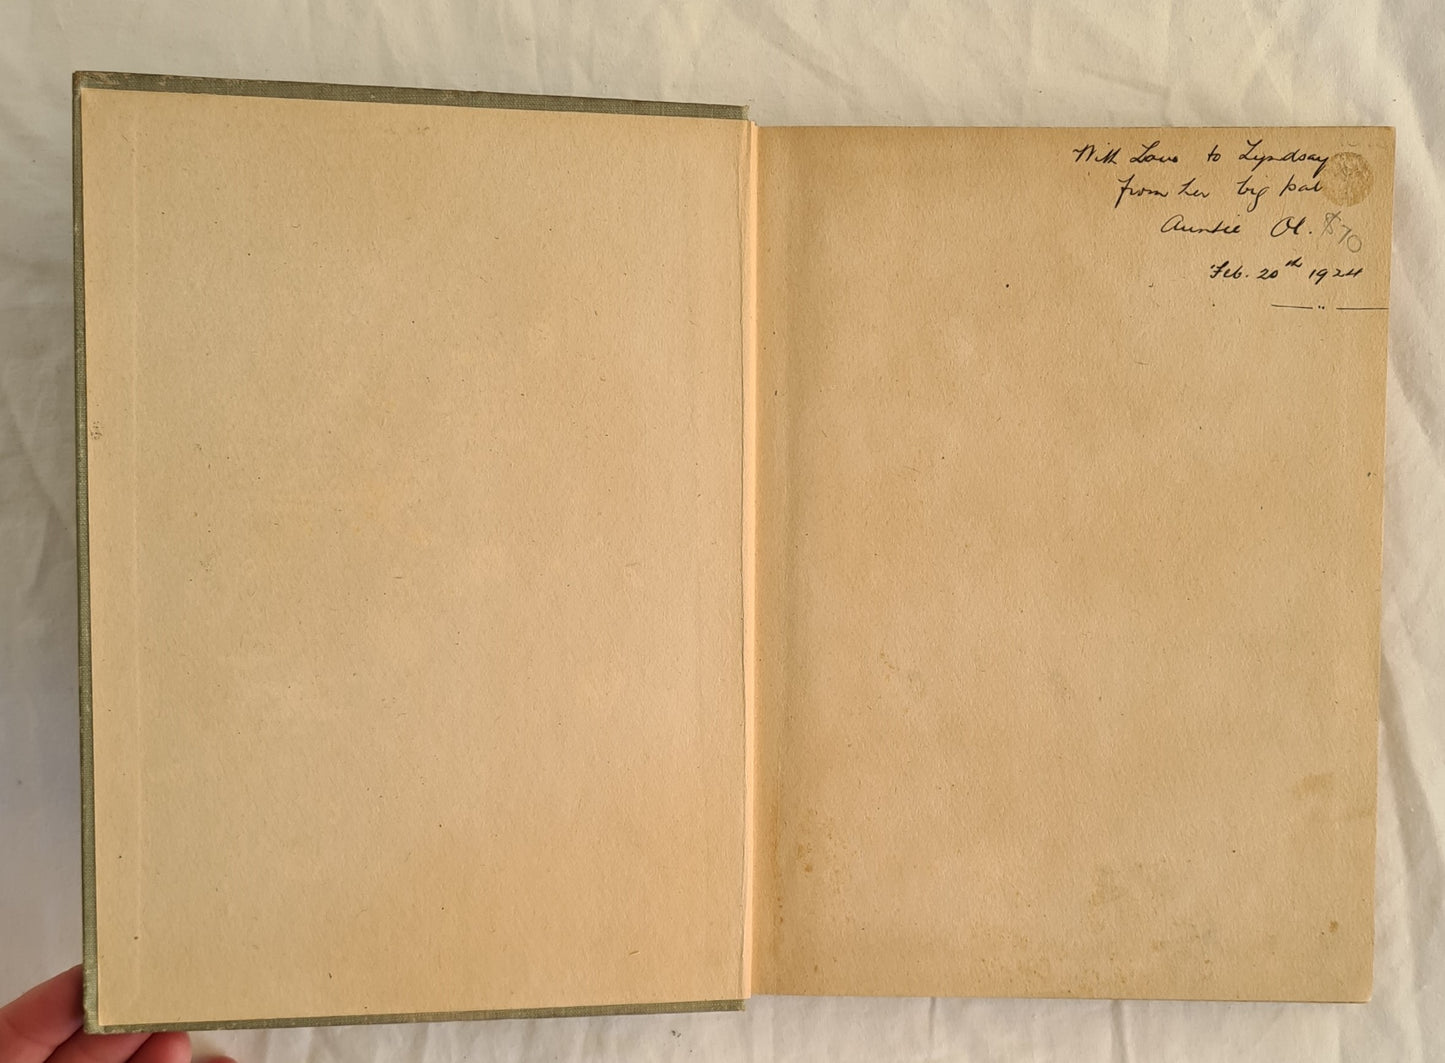 With Love to Lyndsay
from her big pal
Auntie Ol.
$70
Feb. 20th 1924